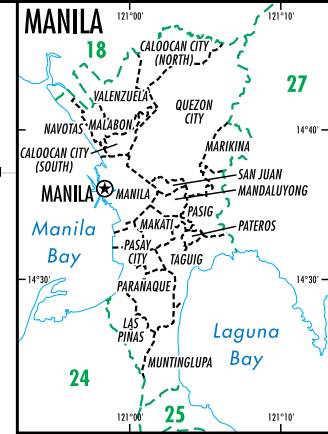 MANILA
121°00'
121°10'
18
CALOOCAN CITY
(NORTH)
27
VALENZUELA
QUEZON
CITY
NAVOTAS
MALABON
14°40'
MARIKINA
CALOOCAN CITY
(SOUTH)
SAN JUAN
MANDALUYONG
MANILA
MANILA
PASIG
MAKATI
PATEROS
Manila
Bay
PASAY
CITY
TAGUIG
14°30'
PARAÑAQUE
LAS
PIÑAS
Laguna
Bay
MUNTINGLUPA
24
25
121°00'
121°10'